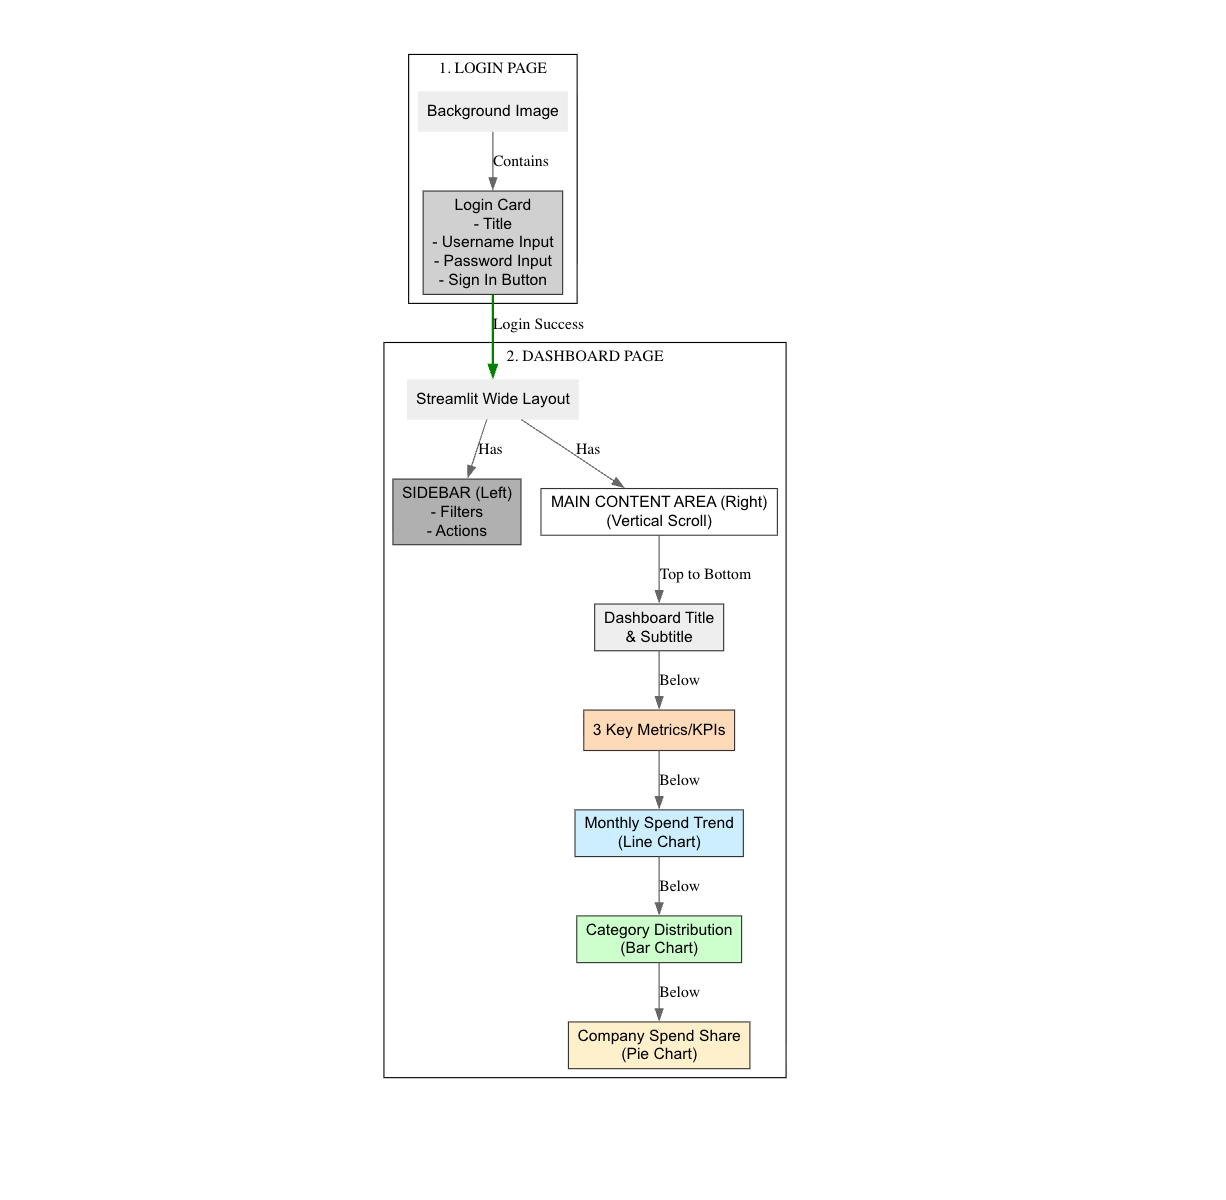 1. LOGIN PAGE
Background Image
Contains
Login Card
- Title
- Username Input
- Password Input
- Sign In Button
Login Success
2. DASHBOARD PAGE
Streamlit Wide Layout
Has
Has
SIDEBAR (Left)
- Filters
- Actions
MAIN CONTENT AREA (Right)
(Vertical Scroll)
Top to Bottom
Dashboard Title
& Subtitle
Below
3 Key Metrics/KPIs
Below
Monthly Spend Trend
(Line Chart)
Below
Category Distribution
(Bar Chart)
Below
Company Spend Share
(Pie Chart)